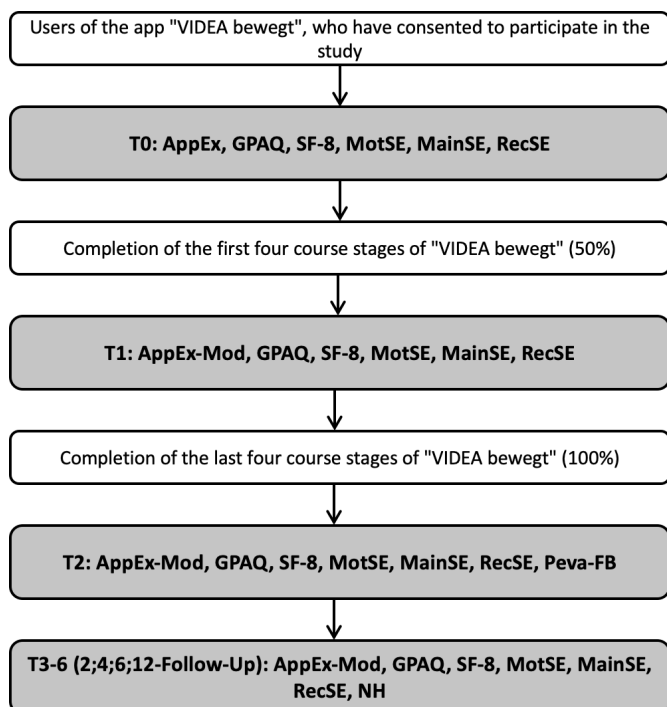 Users of the app "VIDEA bewegt", who have consented to participate in the
study
T0: AppEx, GPAQ, SF-8, MotSE, MainSE, RecSE
Completion of the first four course stages of "VIDEA bewegt" (50%)
T1: AppEx-Mod, GPAQ, SF-8, MotSE, MainSE, RecSE
Completion of the last four course stages of "VIDEA bewegt" (100%)
T2: AppEx-Mod, GPAQ, SF-8, MotSE, MainSE, RecSE, Peva-FB
T3-6 (2;4;6;12-Follow-Up): AppEx-Mod, GPAQ, SF-8, MotSE, MainSE,
RecSE, NH